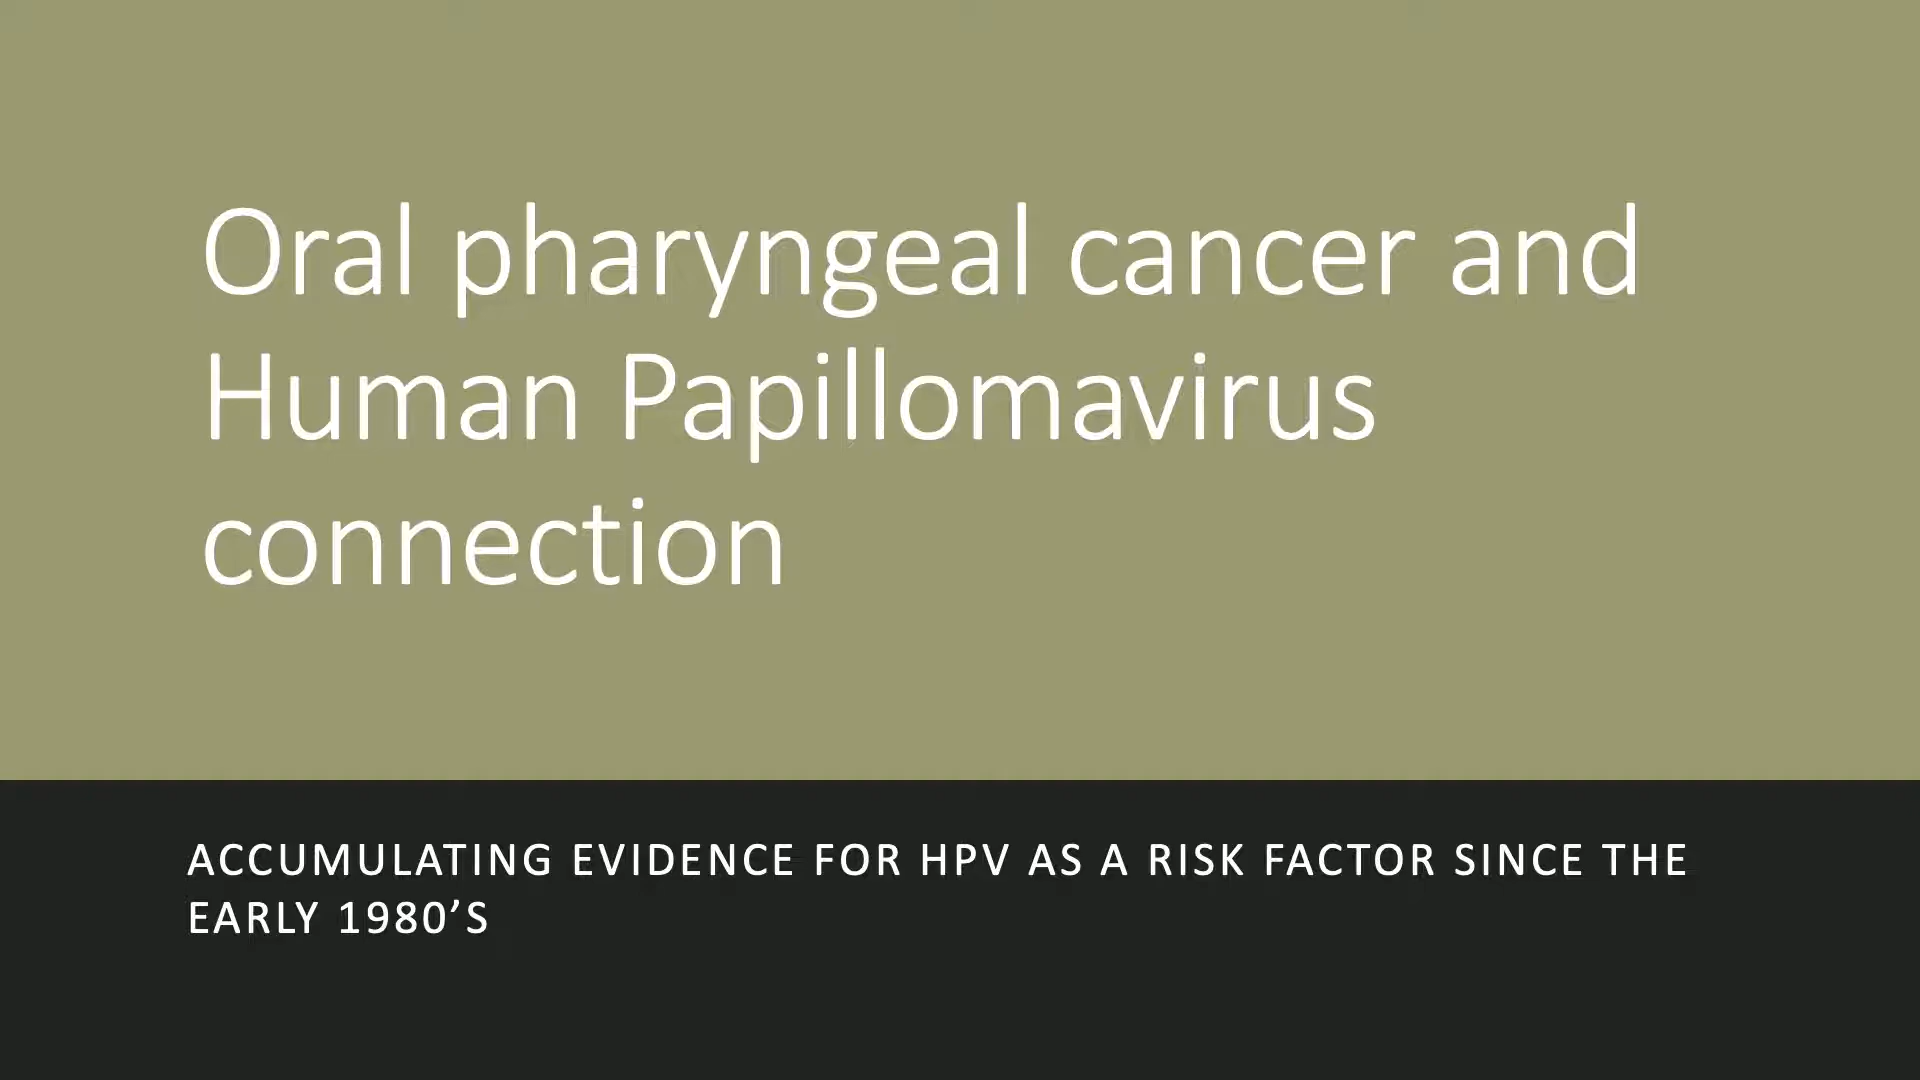 Oral pharyngeal cancer and
Human Papillomavirus
connection
ACCUMULATING EVIDENCE FOR HPV AS A RISK FACTOR SINCE THE
EARLY 1980’S